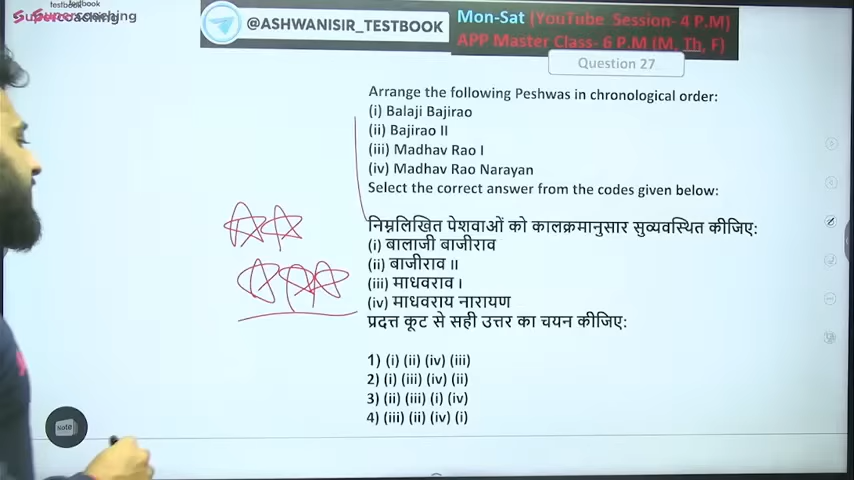 testbook
Supercoaching
@ASHWANISIR_TESTBOOK
Mon-Sat (YouTube Session- 4 P.M)
APP Master Class- 6 P.M (M, Th, F)
Question 27
Arrange the following Peshwas in chronological order:
(i) Balaji Bajirao
(ii) Bajirao II
(iii) Madhav Rao I
(iv) Madhav Rao Narayan
Select the correct answer from the codes given below:
निम्नलिखित पेशवाओं को कालक्रमानुसार सुव्यवस्थित कीजिए:
(i) बालाजी बाजीराव
(ii) बाजीराव II
(iii) माधवराव I
(iv) माधवराय नारायण
प्रदत्त कूट से सही उत्तर का चयन कीजिए:
1) (i) (ii) (iv) (iii)
2) (i) (iii) (iv) (ii)
3) (ii) (iii) (i) (iv)
4) (iii) (ii) (iv) (i)
Note